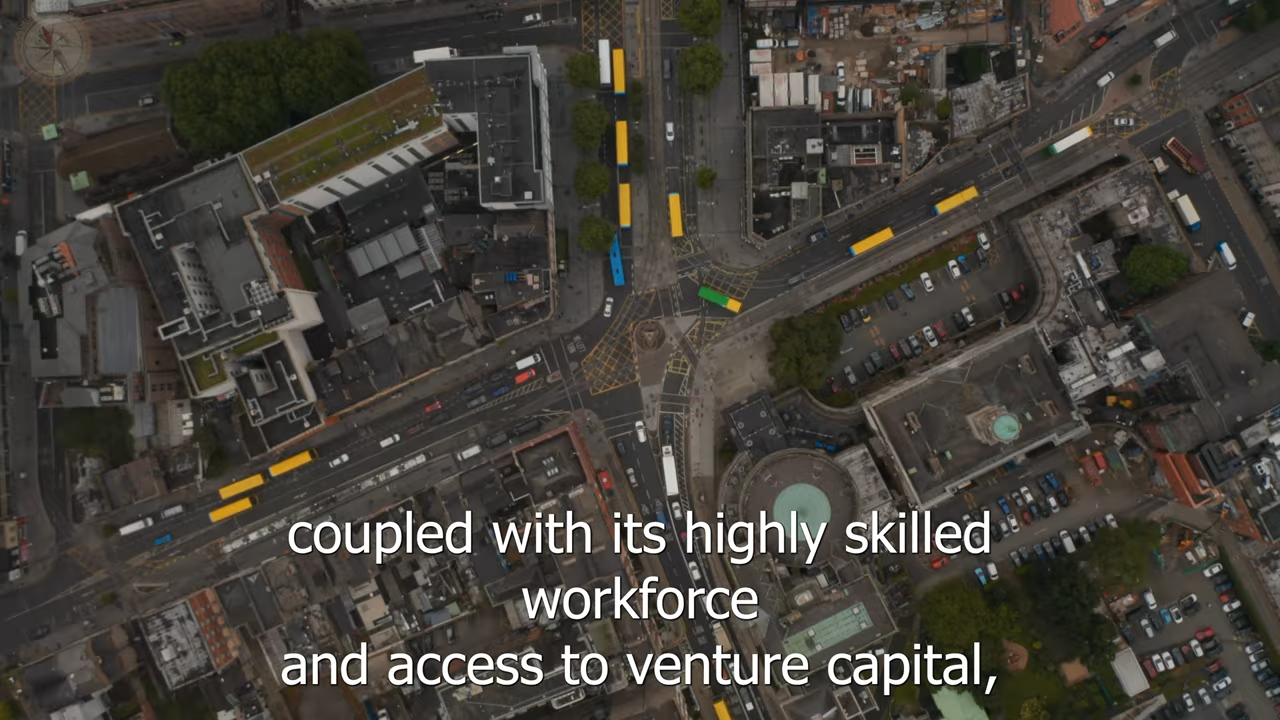 coupled with its highly skilled
workforce
and access to venture capital,